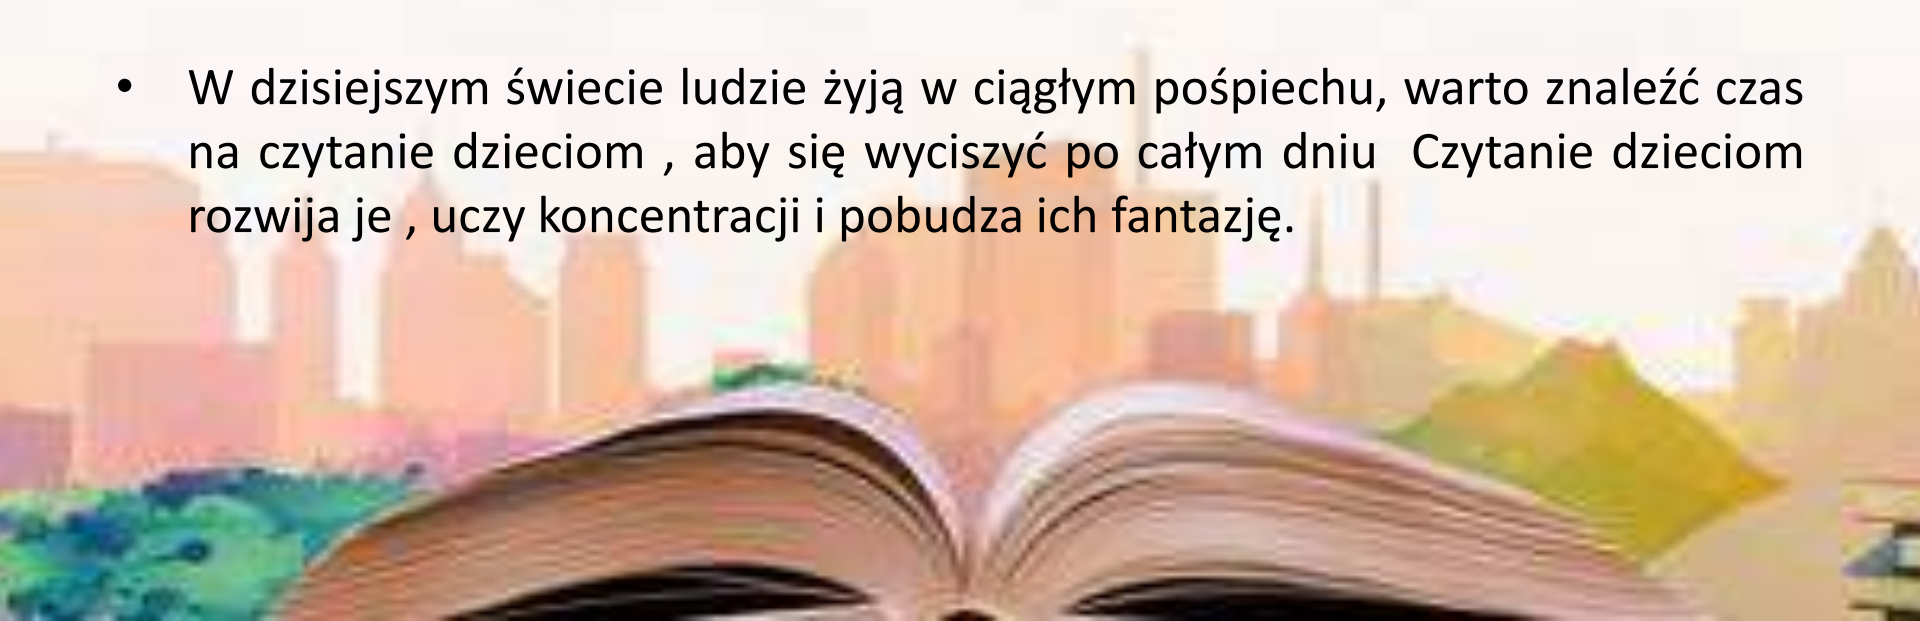 • W dzisiejszym świecie ludzie żyją w ciągłym pośpiechu, warto znaleźć czas
na czytanie dzieciom , aby się wyciszyć po całym dniu  Czytanie dzieciom
rozwija je , uczy koncentracji i pobudza ich fantazję.